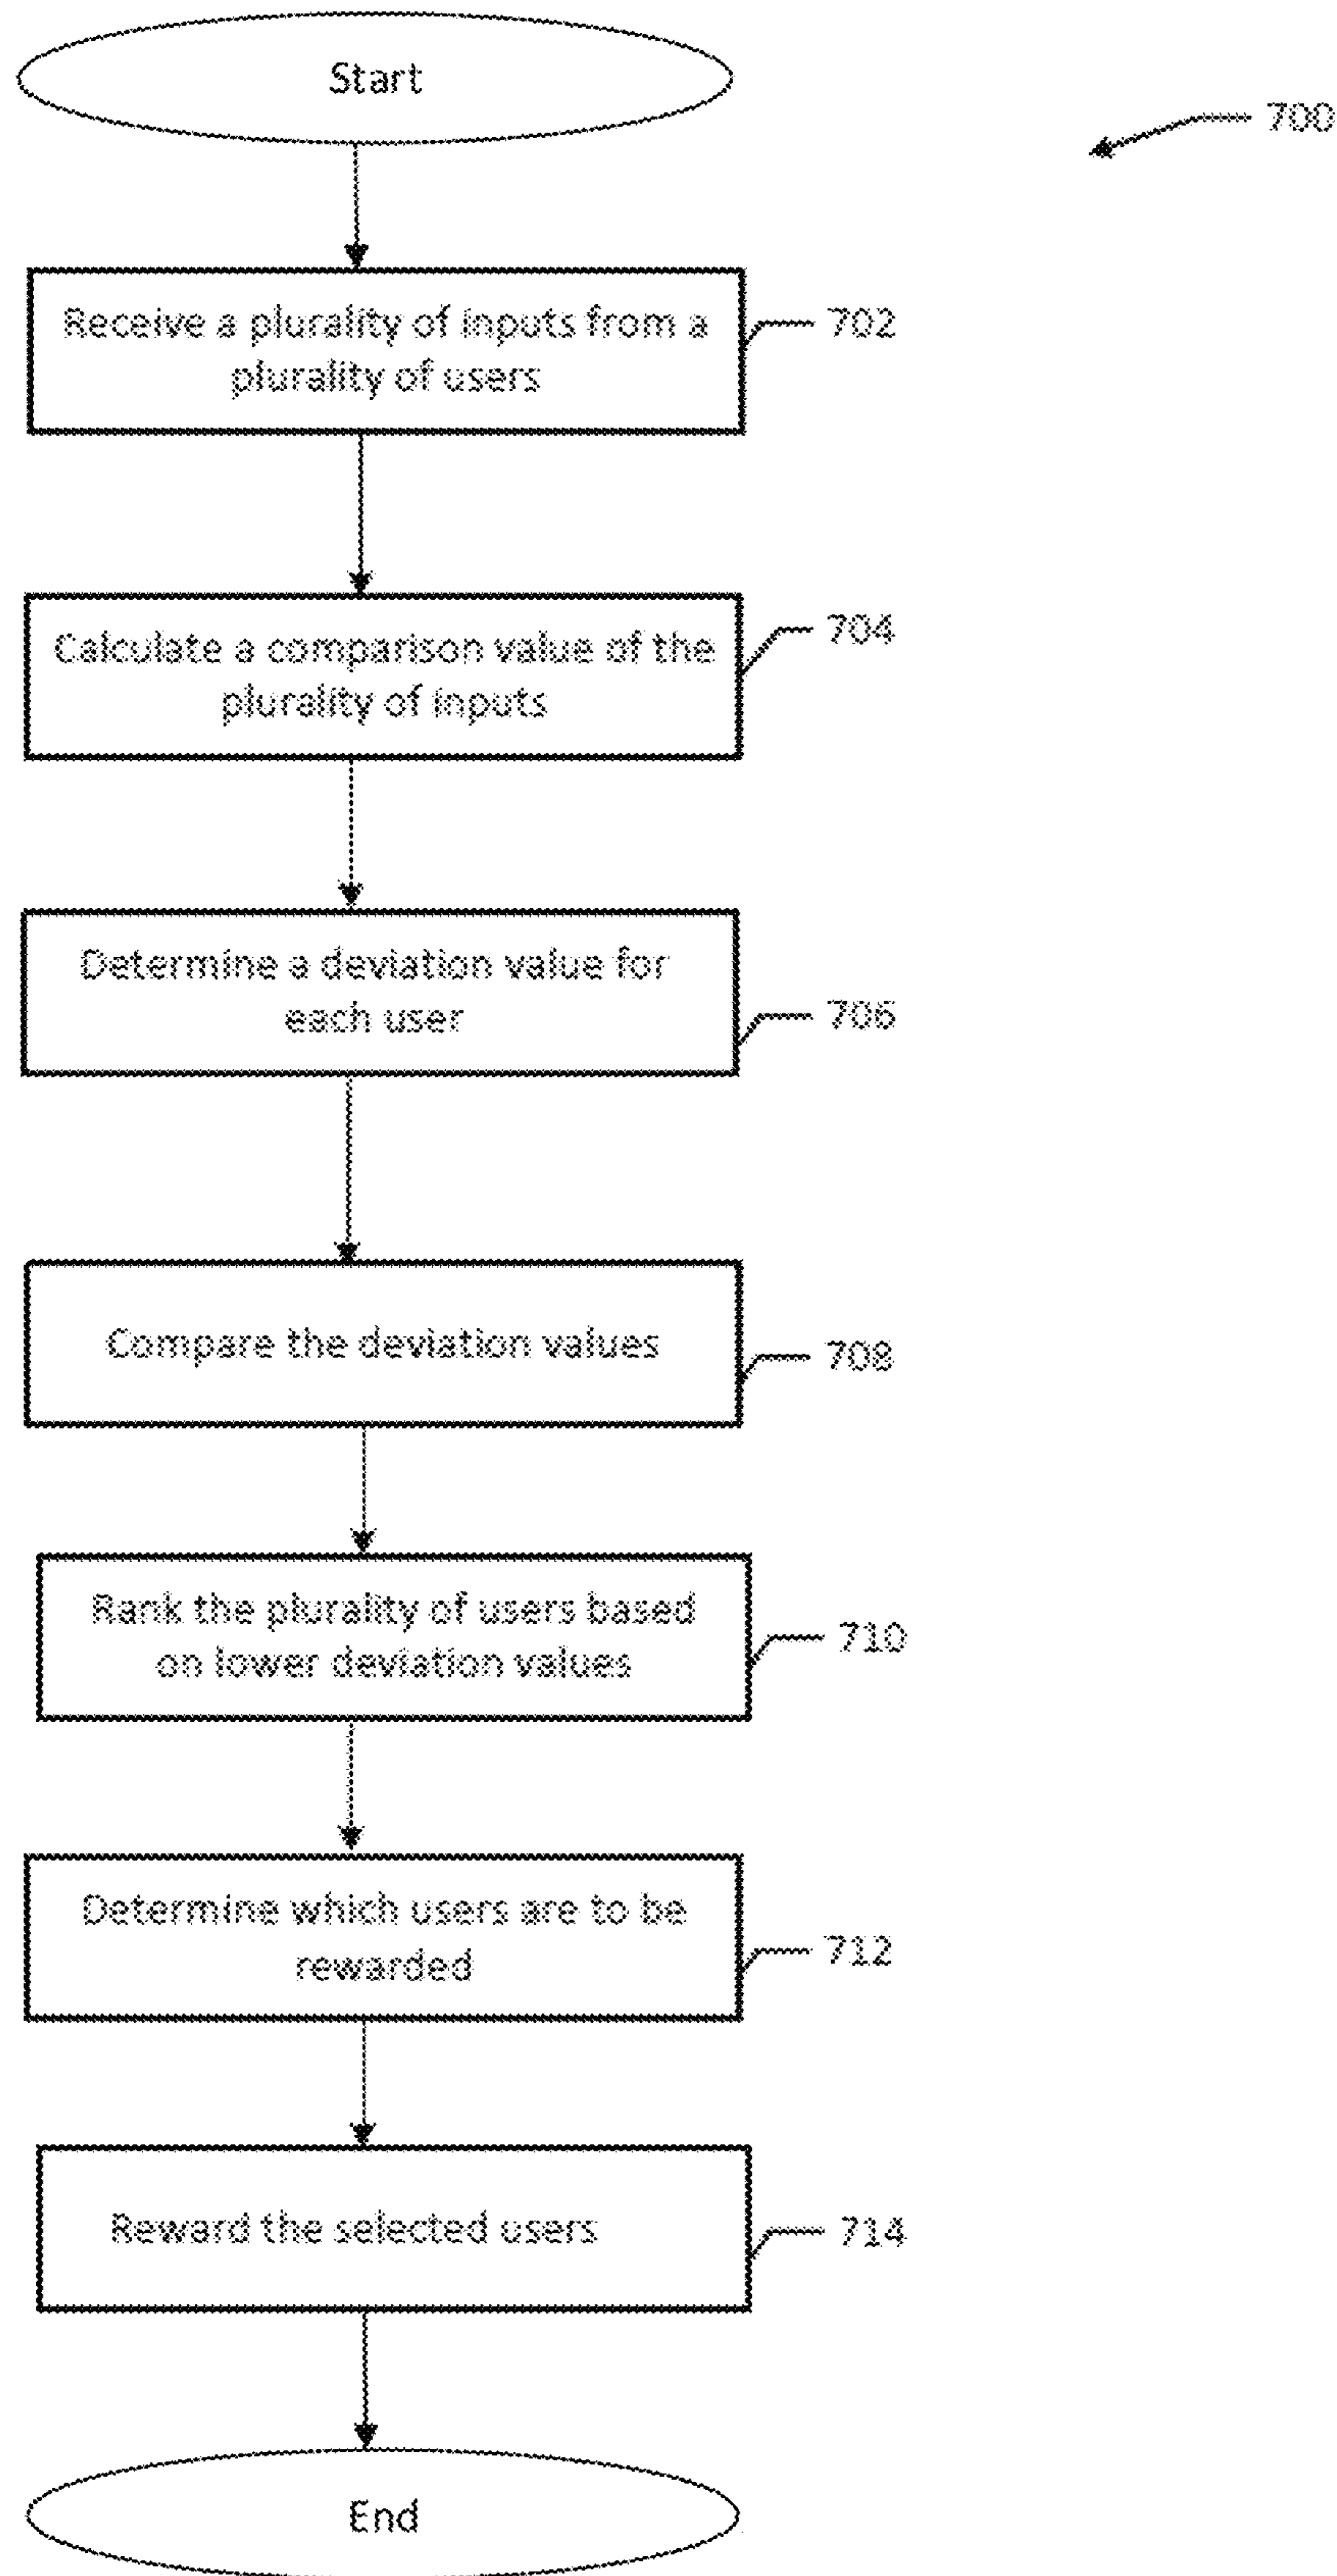 Start
700
Receive a plurality of inputs from a
plurality of users
702
Calculate a comparison value of the
plurality of inputs
704
Determine a deviation value for
each user
706
Compare the deviation values
708
Rank the plurality of users based
on lower deviation values
710
Determine which users are to be
rewarded
712
Reward the selected users
714
End